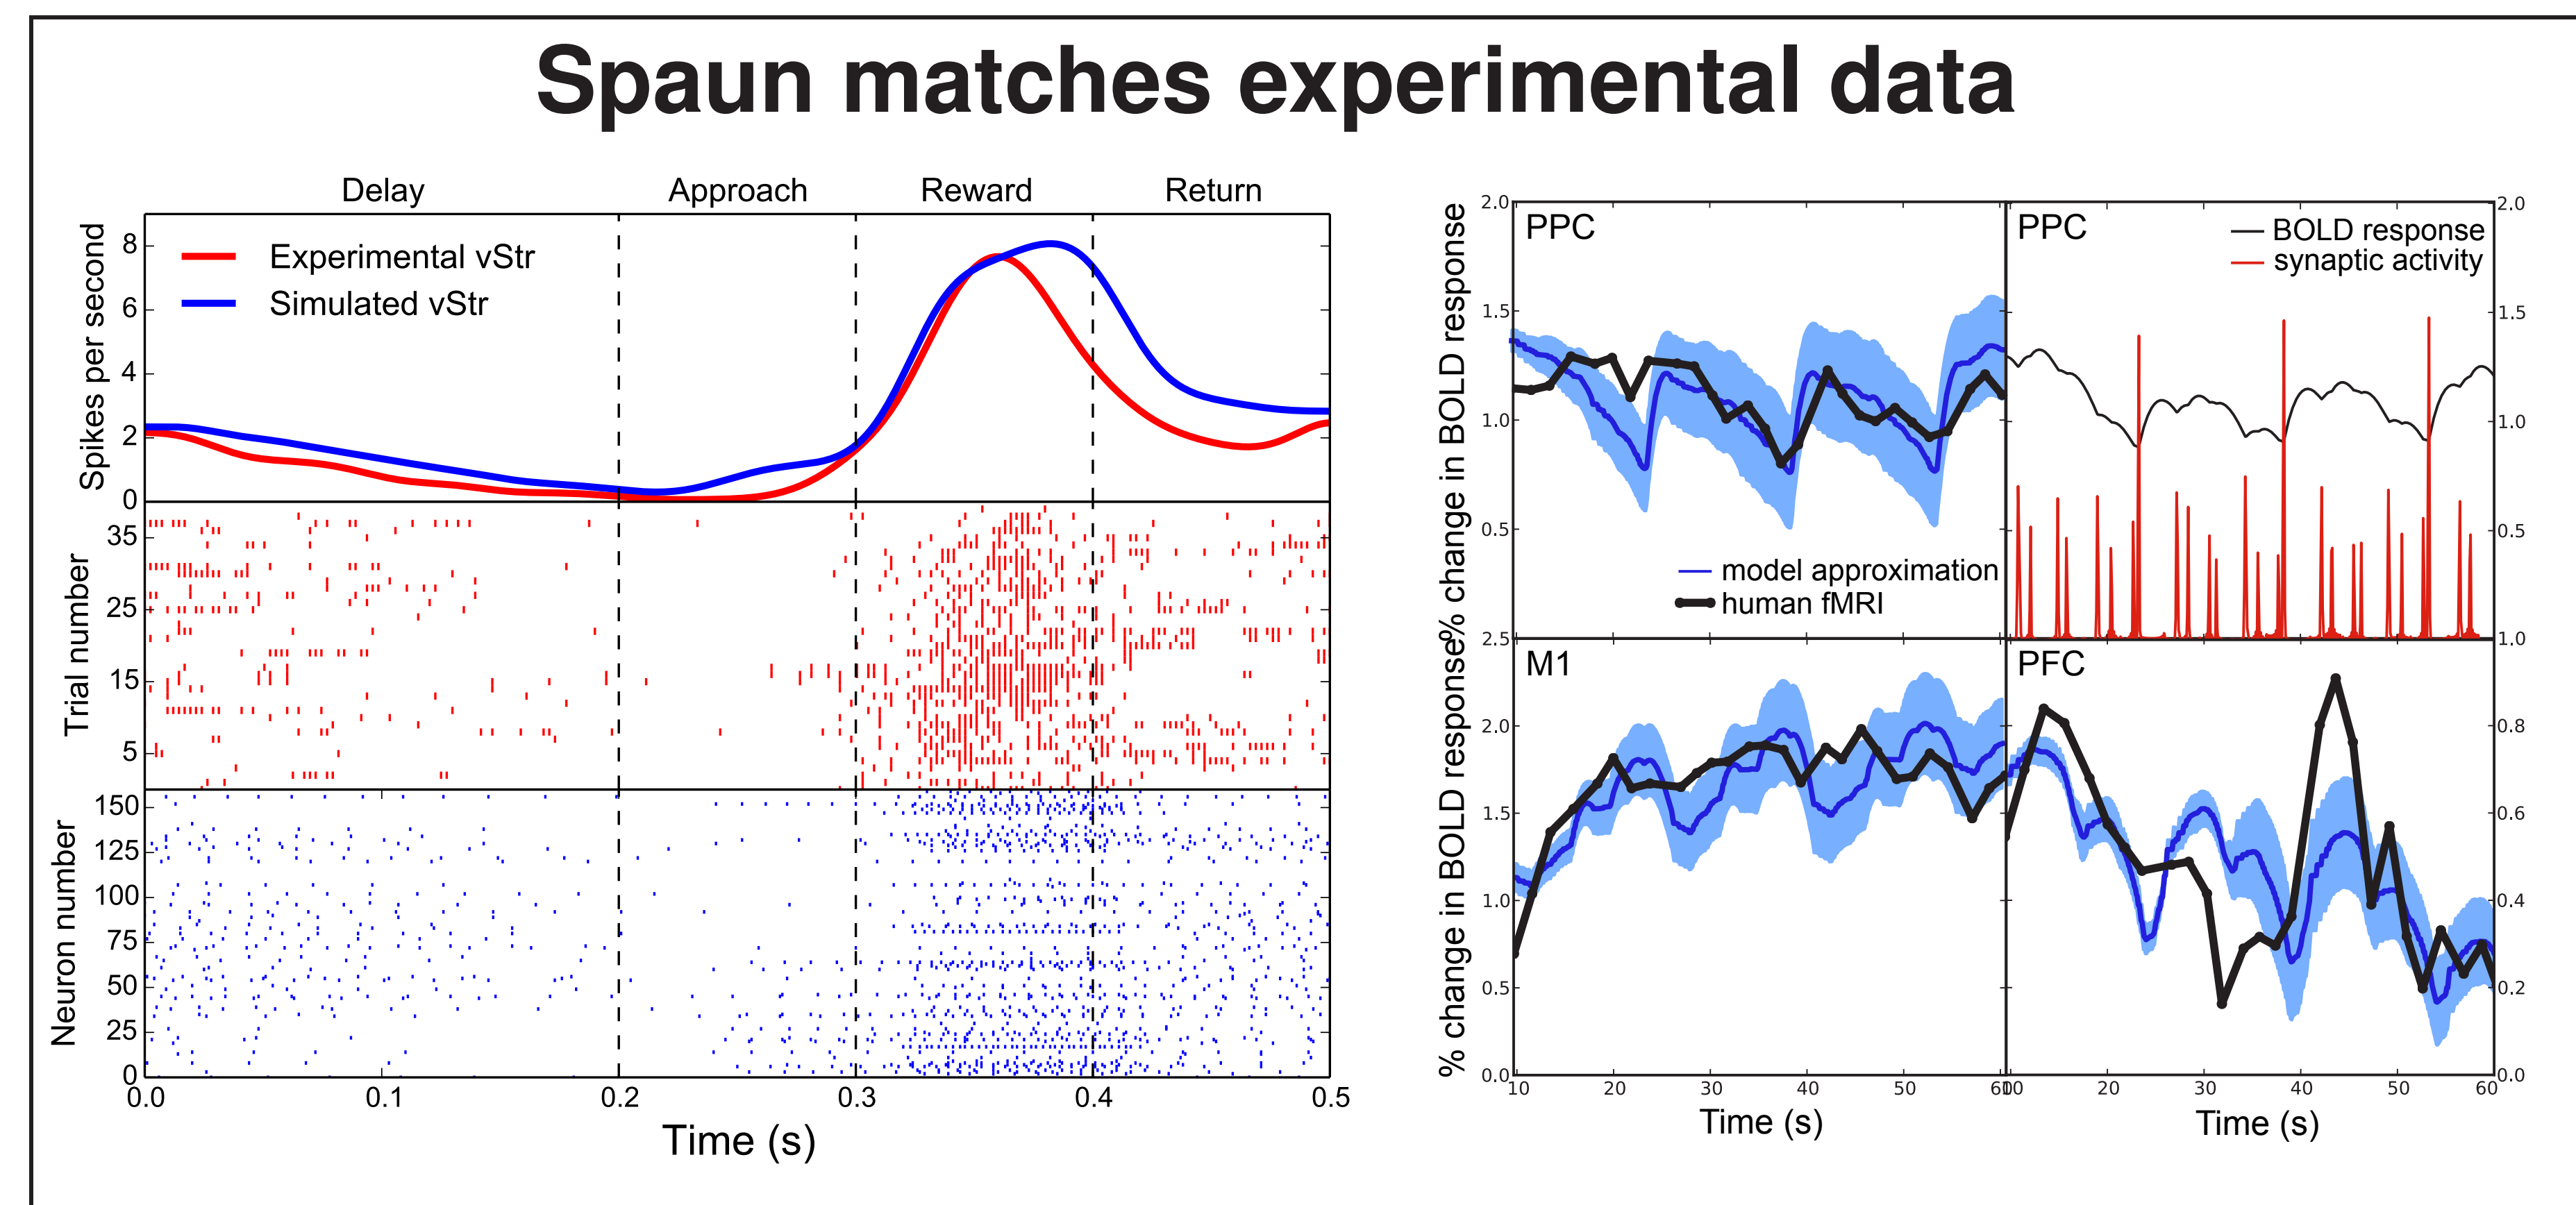 Spaun matches experimental data
Delay Approach Reward Return
Spikes per second
8
6
4
2
0
Experimental vStr
Simulated vStr
Trial number
35
25
15
5
Neuron number
150
125
100
75
50
25
0
0.0 0.1 0.2 0.3 0.4 0.5
Time (s)
% change in BOLD response
2.0
1.5
1.0
0.5
PPC
model approximation
human fMRI
PPC
BOLD response
synaptic activity
2.0
1.5
1.0
0.5
1.0
% change in BOLD response
2.5
2.0
1.5
1.0
0.5
0.0
M1
10 20 30 40 50 60
Time (s)
PFC
0.8
0.6
0.4
0.2
0.0
10 20 30 40 50 60
Time (s)